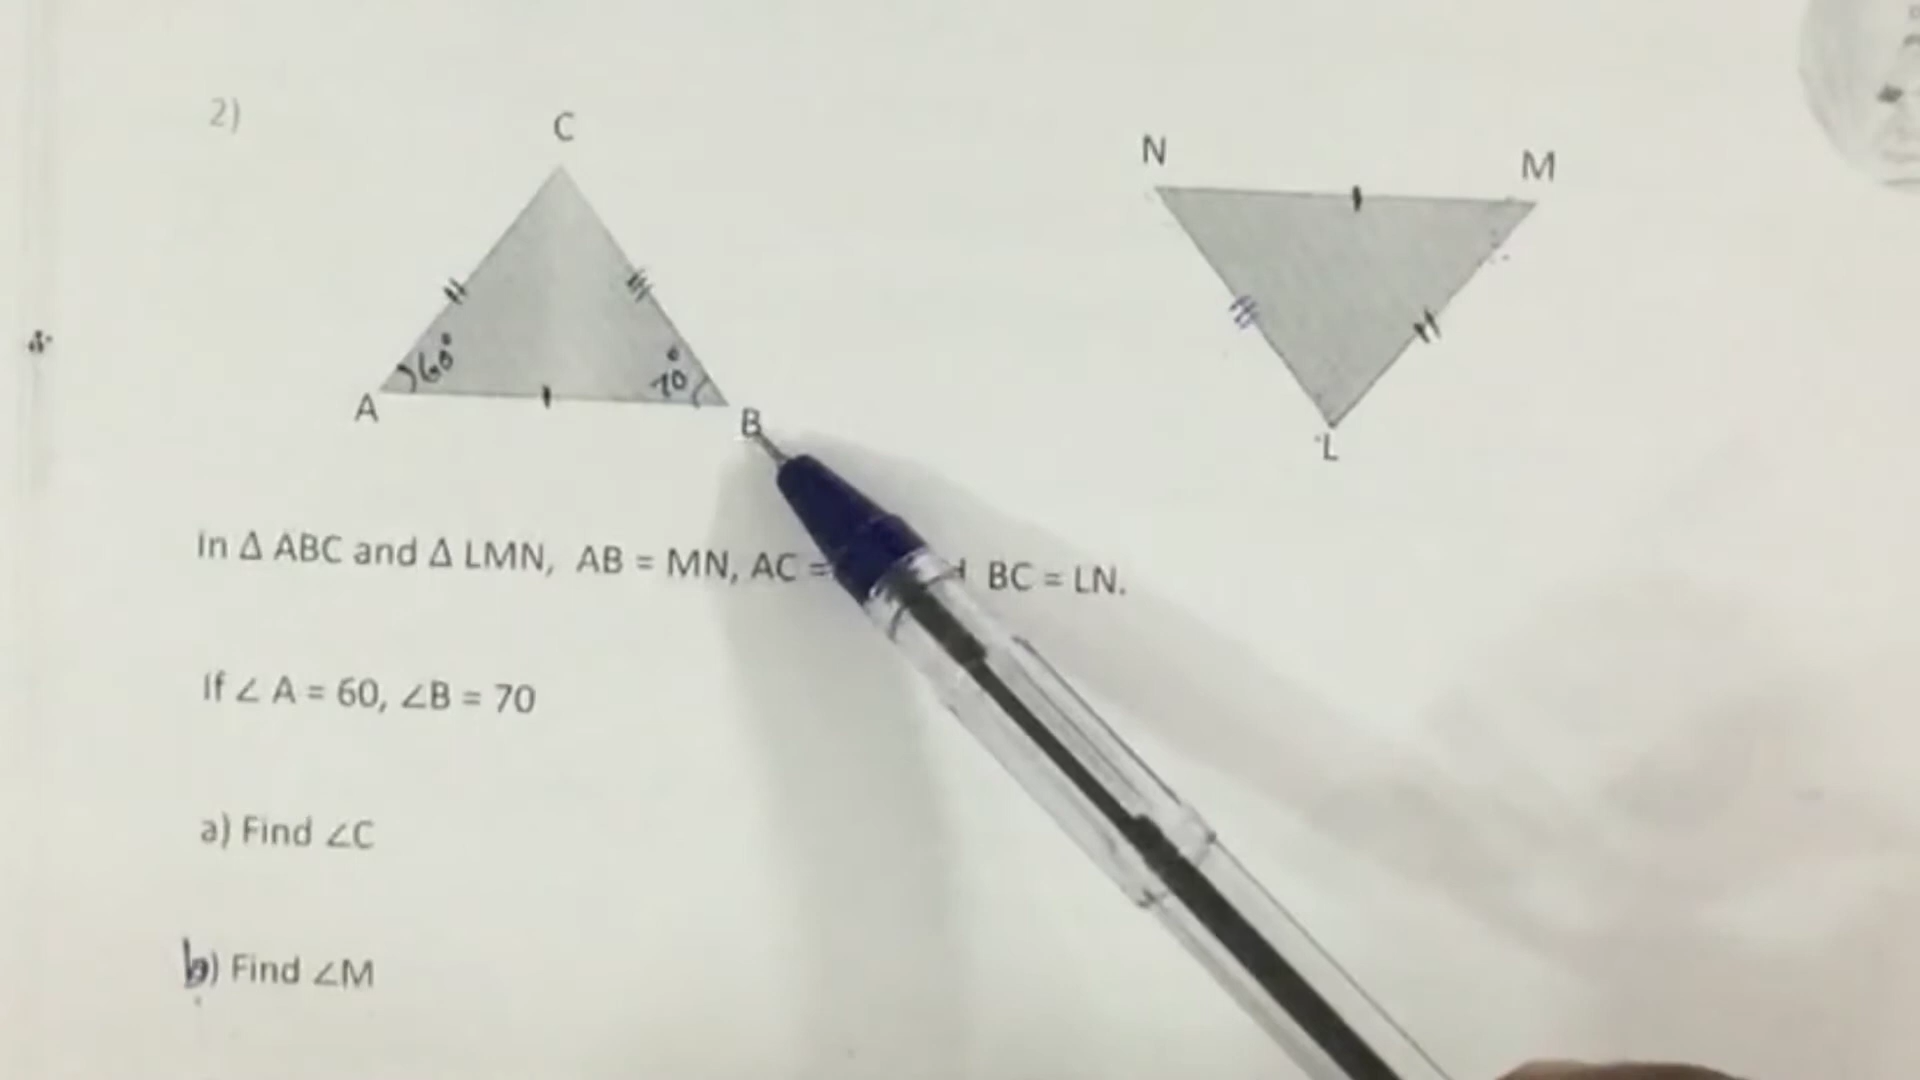 2)
C
N
M
60°
70°
A
B
L
In Δ ABC and Δ LMN, AB = MN, AC = BC = LN.
If ∠ A = 60, ∠B = 70
a) Find ∠C
b) Find ∠M